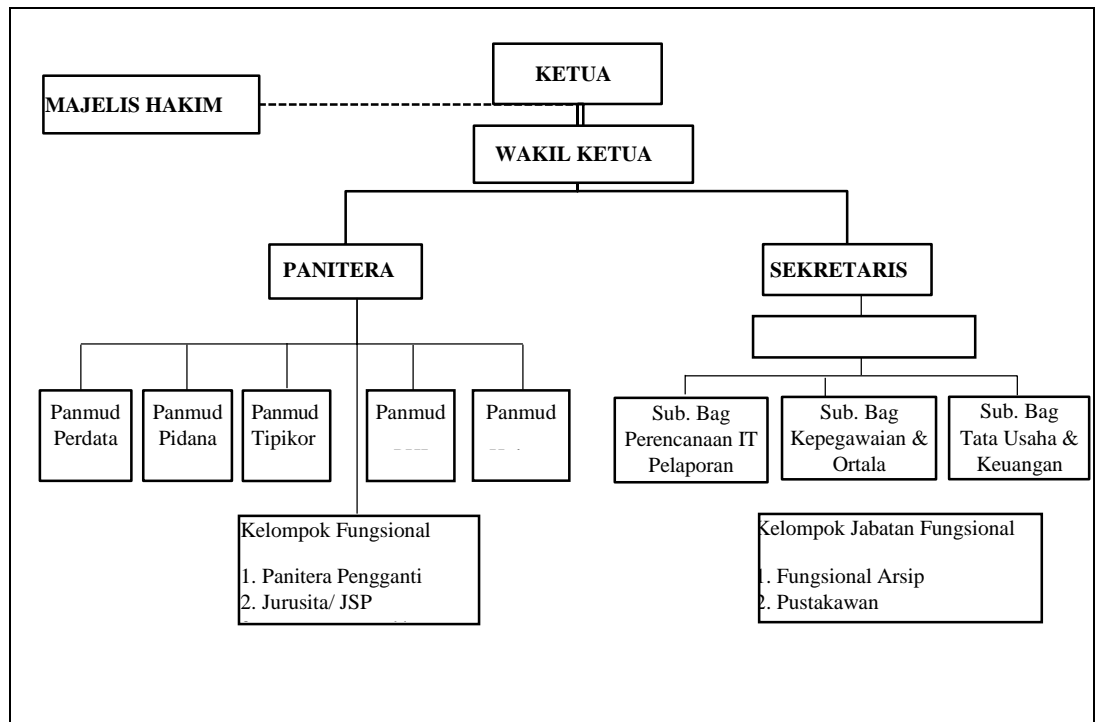 KETUA
MAJELIS HAKIM
WAKIL KETUA
PANITERA
SEKRETARIS
Panmud
Perdata
Panmud
Pidana
Panmud
Tipikor
Panmud
Panmud
Sub. Bag
Perencanaan IT
Pelaporan
Sub. Bag
Kepegawaian &
Ortala
Sub. Bag
Tata Usaha &
Keuangan
Kelompok Fungsional
1. Panitera Pengganti
2. Jurusita/ JSP
Kelompok Jabatan Fungsional
1. Fungsional Arsip
2. Pustakawan